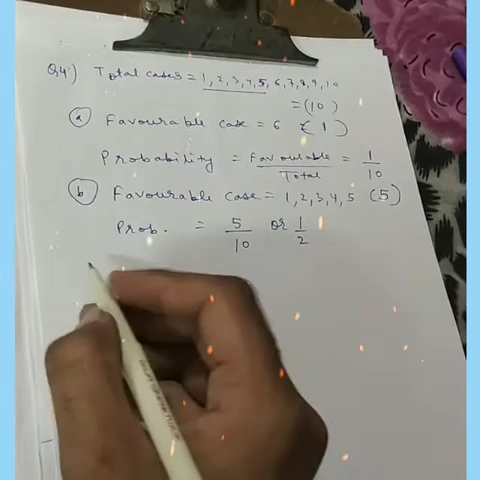 Q.4:) Total cases = 1, 2, 3, 4, 5, 6, 7, 8, 9, 10
= (10)
(a) Favourable case = 6 (1)
Probability = Favourable / Total = 1/10
(b) Favourable case = 1, 2, 3, 4, 5 (5)
Prob. = 5/10 or 1/2